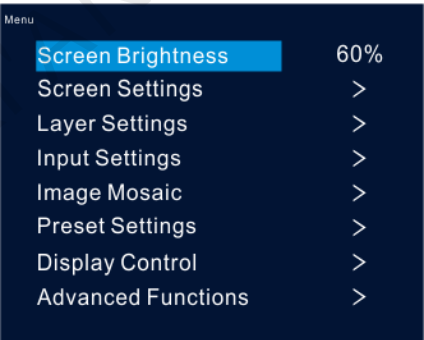 Menu
Screen Brightness 60%
Screen Settings >
Layer Settings >
Input Settings >
Image Mosaic >
Preset Settings >
Display Control >
Advanced Functions >